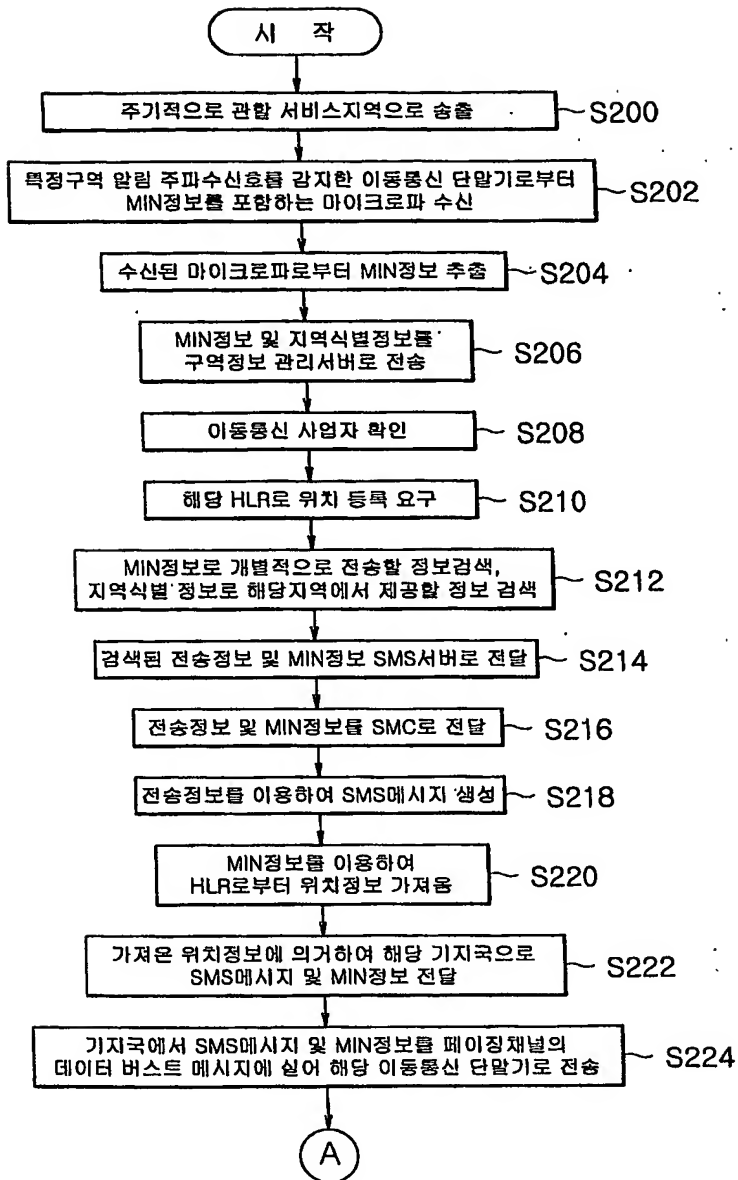 시 작
주기적으로 관할 서비스지역으로 송출
S200
특정구역 알림 주파수신호를 감지한 이동통신 단말기로부터
MIN정보를 포함하는 마이크로파 수신
S202
수신된 마이크로파로부터 MIN정보 추출
S204
MIN정보 및 지역식별정보를
구역정보 관리서버로 전송
S206
이동통신 사업자 확인
S208
해당 HLR로 위치 등록 요구
S210
MIN정보로 개별적으로 전송할 정보검색,
지역식별 정보로 해당지역에서 제공할 정보 검색
S212
검색된 전송정보 및 MIN정보 SMS서버로 전달
S214
전송정보 및 MIN정보를 SMC로 전달
S216
전송정보를 이용하여 SMS메시지 생성
S218
MIN정보를 이용하여
HLR로부터 위치정보 가져옴
S220
가져온 위치정보에 의거하여 해당 기지국으로
SMS메시지 및 MIN정보 전달
S222
기지국에서 SMS메시지 및 MIN정보를 페이징채널의
데이터 버스트 메시지에 실어 해당 이동통신 단말기로 전송
S224
A